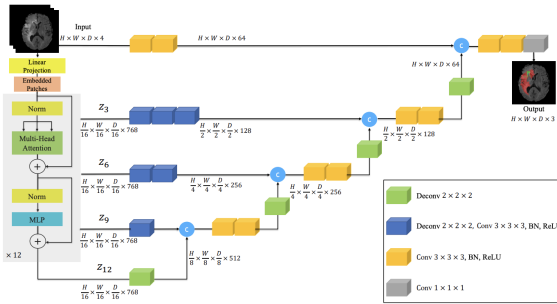 Input
H × W × D × 4
H × W × D × 64
Linear
Projection
Embedded
Patches
Norm
Multi-Head
Attention
+
Norm
MLP
+
× 12
z3
H/16 × W/16 × D/16 × 768
H/2 × W/2 × D/2 × 128
z6
H/16 × W/16 × D/16 × 768
H/4 × W/4 × D/4 × 256
z9
H/16 × W/16 × D/16 × 768
H/8 × W/8 × D/8 × 512
z12
H/16 × W/16 × D/16 × 768
C
C
H/4 × W/4 × D/4 × 256
C
H/2 × W/2 × D/2 × 128
C
H × W × D × 64
Output
H × W × D × 3
Deconv 2 × 2 × 2
Deconv 2 × 2 × 2, Conv 3 × 3 × 3, BN, ReLU
Conv 3 × 3 × 3, BN, ReLU
Conv 1 × 1 × 1